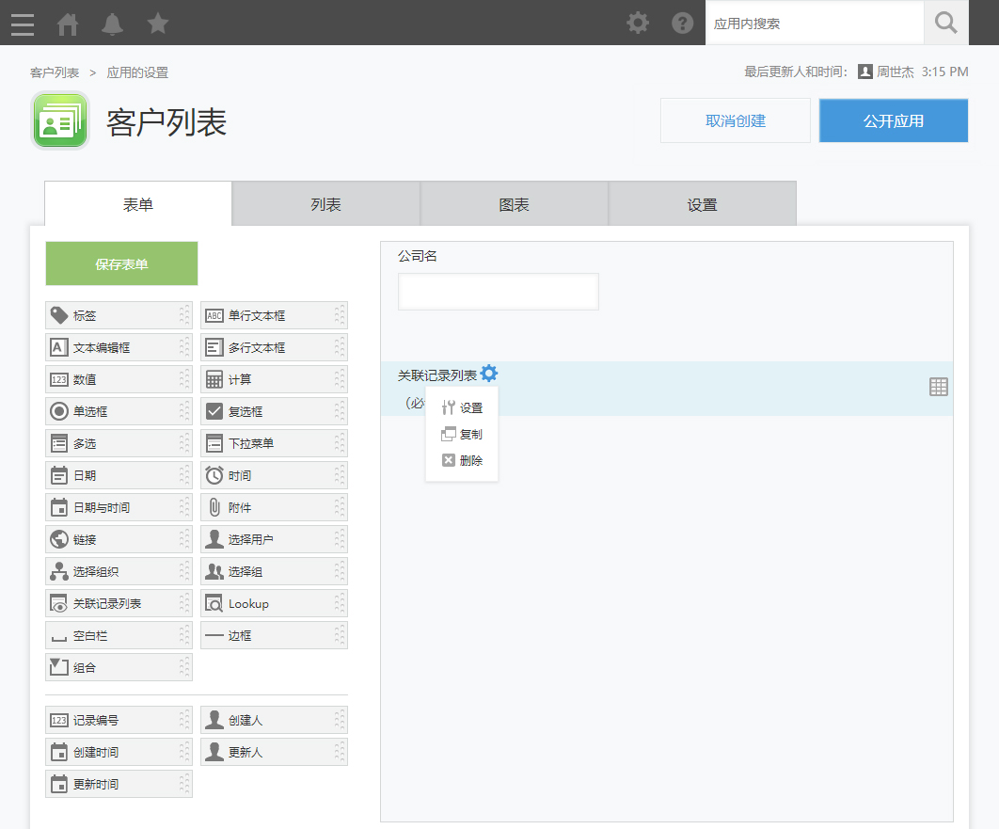 应用内搜索
客户列表 > 应用的设置
最后更新人和时间： 周世杰 3:15 PM
客户列表
取消创建
公开应用
表单
列表
图表
设置
保存表单
标签
ABC 单行文本框
A 文本编辑框
多行文本框
123 数值
计算
单选框
复选框
多选
下拉菜单
日期
时间
日期与时间
附件
链接
选择用户
选择组织
选择组
关联记录列表
Lookup
空白栏
边框
组合
123 记录编号
创建人
创建时间
更新人
更新时间
公司名
关联记录列表
（必
设置
复制
删除